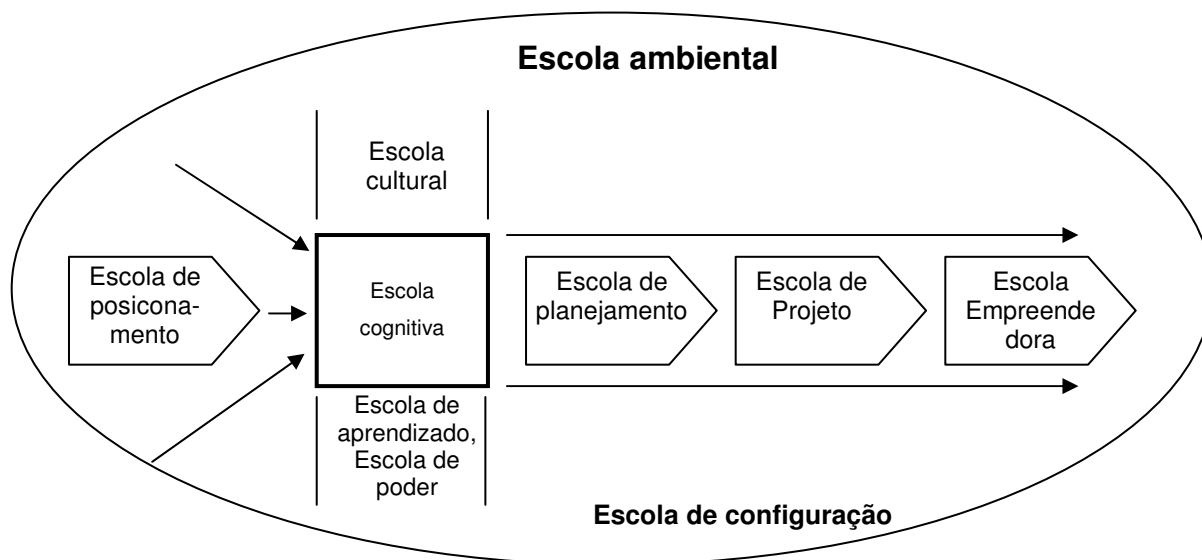 Escola ambiental
Escola
cultural
Escola de
posicona-
mento
Escola
cognitiva
Escola de
planejamento
Escola de
Projeto
Escola
Empreende
dora
Escola de
aprendizado,
Escola de
poder
Escola de configuração